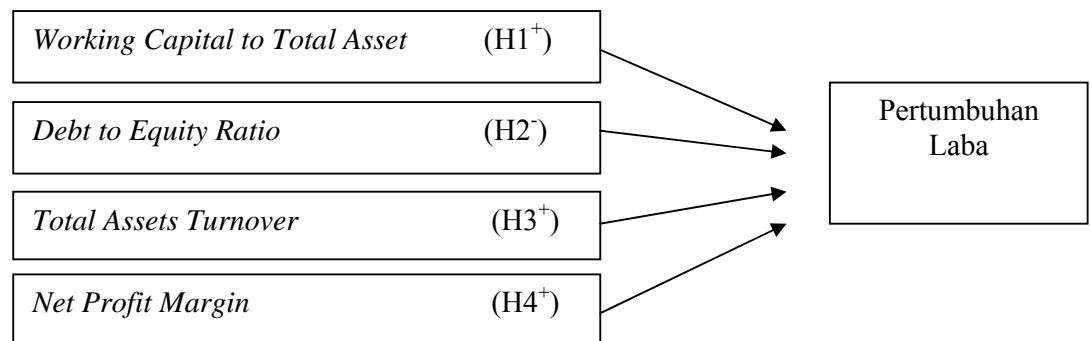 Working Capital to Total Asset (H1⁺)
Debt to Equity Ratio (H2⁻)
Total Assets Turnover (H3⁺)
Net Profit Margin (H4⁺)
Pertumbuhan
Laba